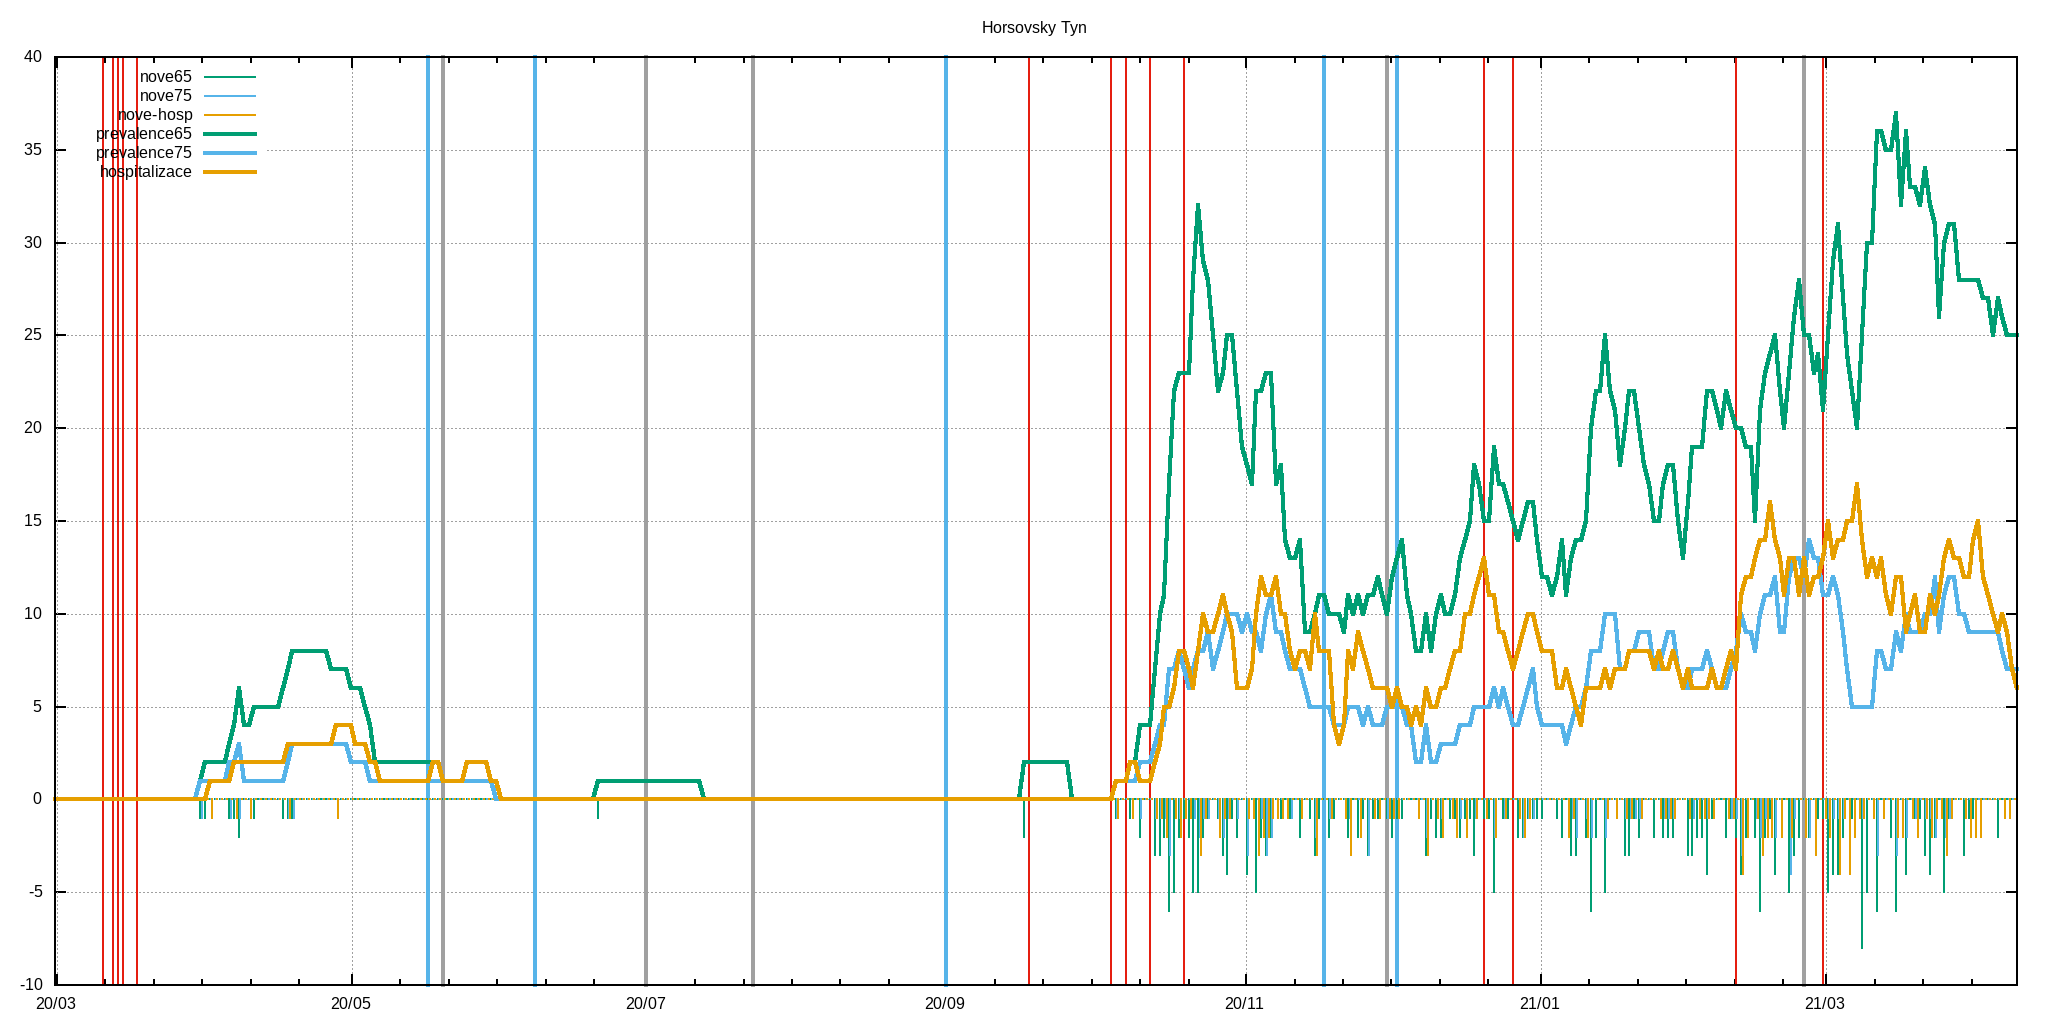 Horsovsky Tyn
40
35
30
25
20
15
10
5
0
-5
-10
nove65
nove75
nove-hosp
prevalence65
prevalence75
hospitalizace
20/03 20/05 20/07 20/09 20/11 21/01 21/03